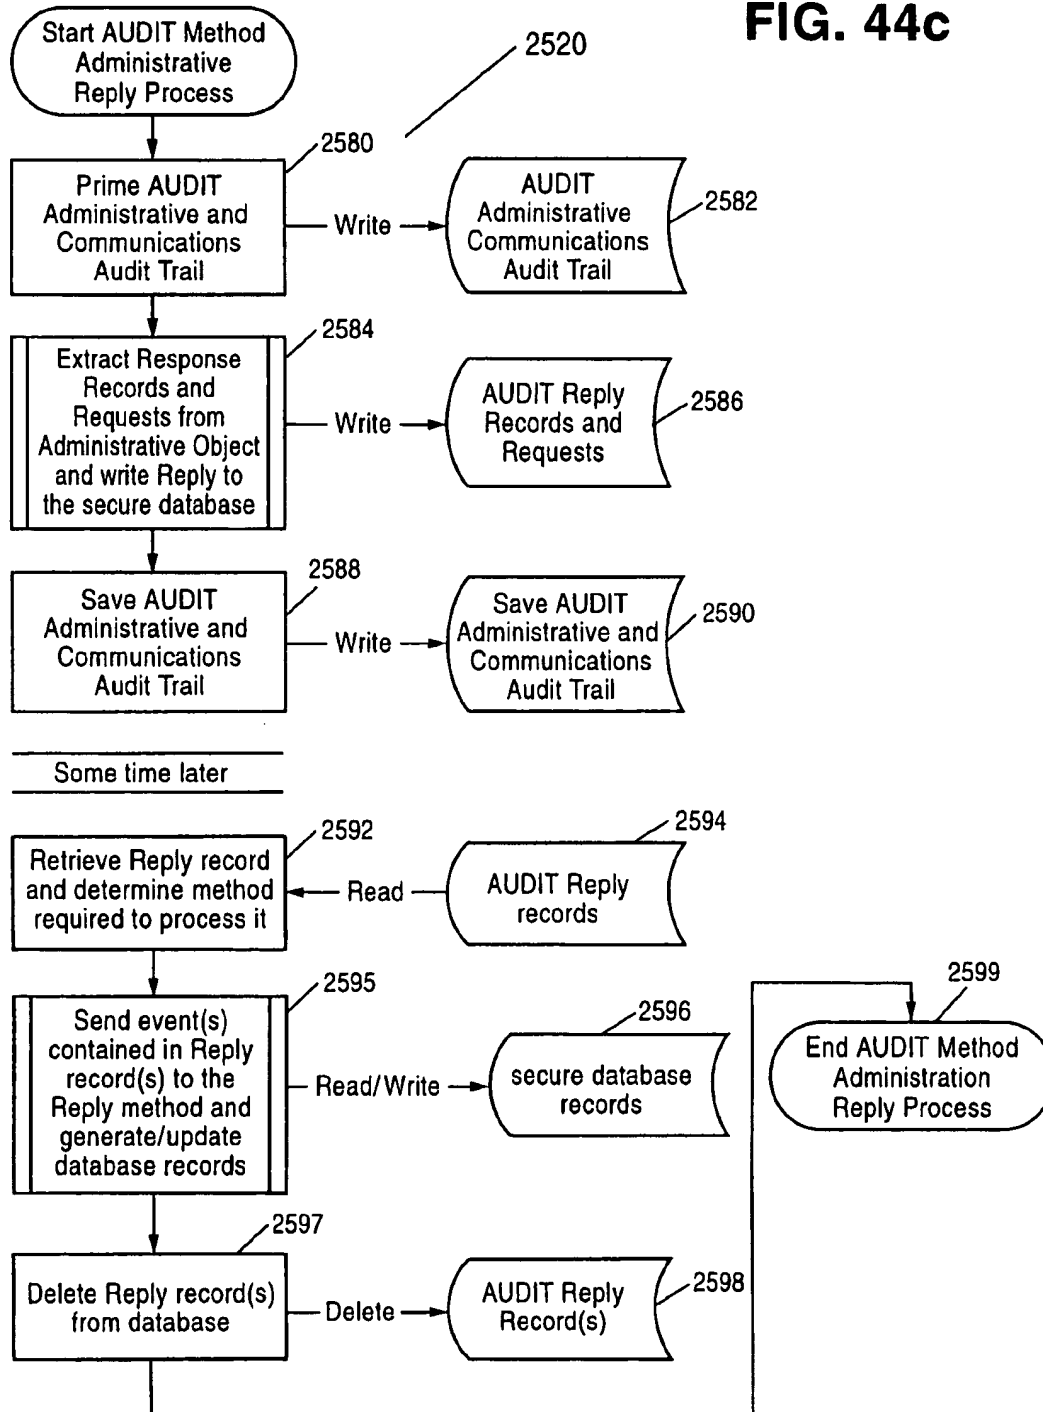 FIG. 44c
Start AUDIT Method
Administrative
Reply Process
2520
2580
Prime AUDIT
Administrative and
Communications
Audit Trail
Write
AUDIT
Administrative
Communications
Audit Trail
2582
2584
Extract Response
Records and
Requests from
Administrative Object
and write Reply to
the secure database
Write
AUDIT Reply
Records and
Requests
2586
2588
Save AUDIT
Administrative and
Communications
Audit Trail
Write
Save AUDIT
Administrative and
Communications
Audit Trail
2590
Some time later
2592
Retrieve Reply record
and determine method
required to process it
Read
2594
AUDIT Reply
records
2595
Send event(s)
contained in Reply
record(s) to the
Reply method and
generate/update
database records
Read/Write
2596
secure database
records
2599
End AUDIT Method
Administration
Reply Process
2597
Delete Reply record(s)
from database
Delete
AUDIT Reply
Record(s)
2598